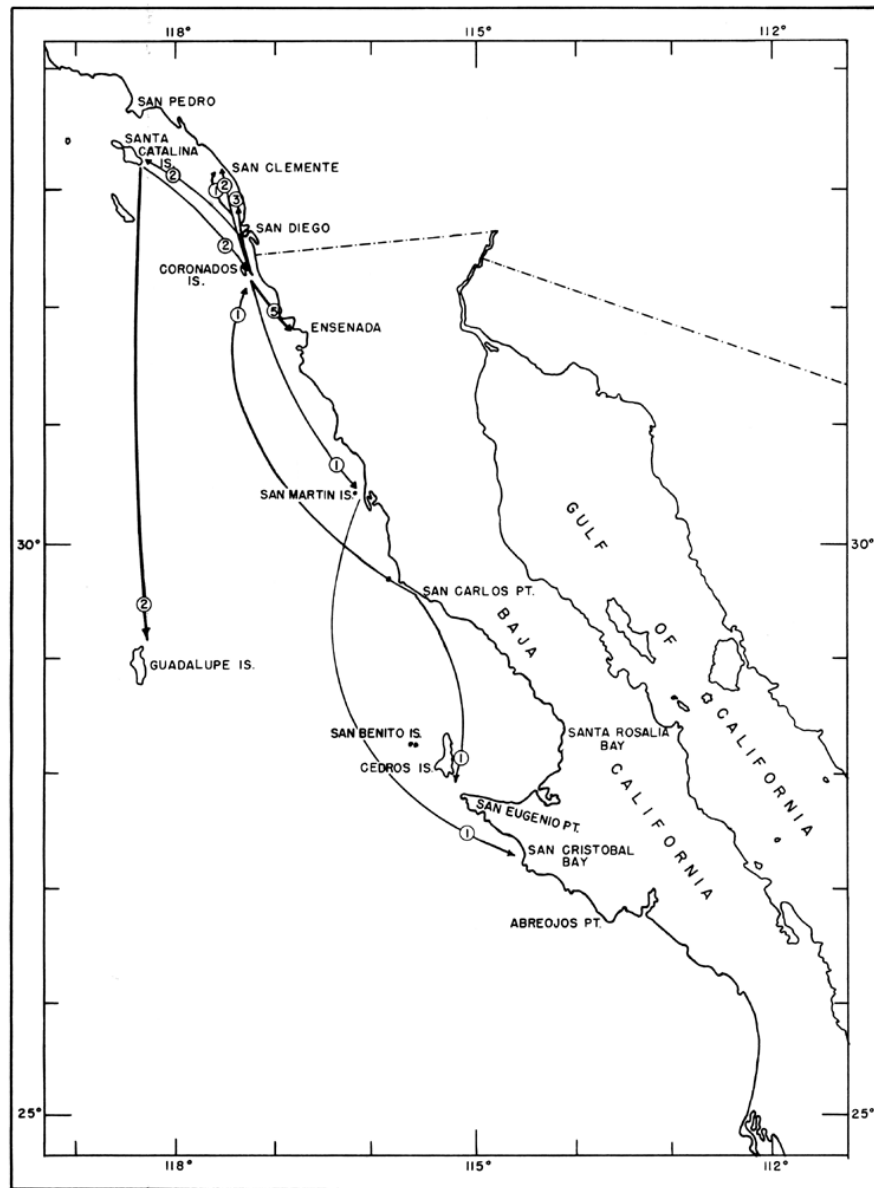 118°
115°
112°
SAN PEDRO
SANTA
CATALINA
IS.
SAN CLEMENTE
2
1
2
3
SAN DIEGO
2
CORONADOS
IS.
1
5
ENSENADA
1
SAN MARTIN IS.
30°
30°
GULF
OF
CALIFORNIA
SAN CARLOS PT.
BAJA
CALIFORNIA
2
GUADALUPE IS.
SAN BENITO IS.
SANTA ROSALIA
BAY
CEDROS IS.
1
SAN EUGENIO PT.
1
SAN CRISTOBAL
BAY
ABREOJOS PT.
25°
25°
118°
115°
112°